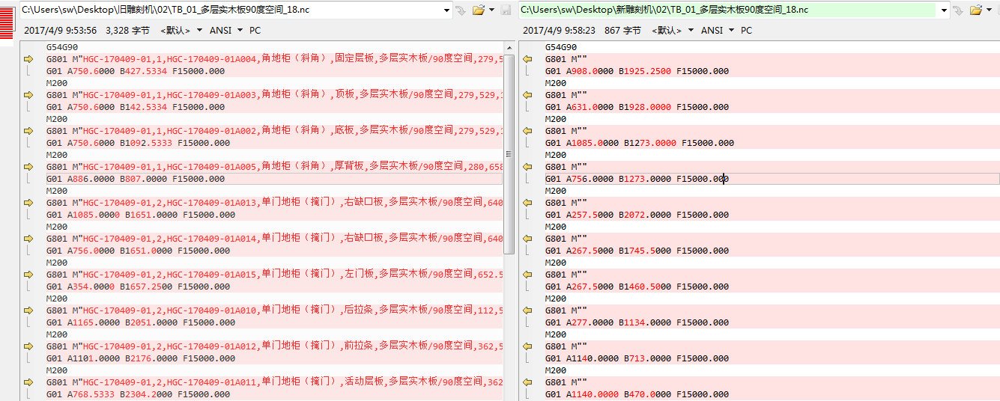 C:\Users\sw\Desktop\旧雕刻机\02\TB_01_多层实木板90度空间_18.nc
2017/4/9 9:53:56 3,328 字节 <默认> ANSI PC
G54G90
G801 M"HGC-170409-01,1,HGC-170409-01A004,角地柜（斜角）,固定层板,多层实木板/90度空间,279,5
G01 A750.6000 B427.5334 F15000.000
M200
G801 M"HGC-170409-01,1,HGC-170409-01A003,角地柜（斜角）,顶板,多层实木板/90度空间,279,529,1
G01 A750.6000 B142.5334 F15000.000
M200
G801 M"HGC-170409-01,1,HGC-170409-01A002,角地柜（斜角）,底板,多层实木板/90度空间,279,529,1
G01 A750.6000 B1092.5333 F15000.000
M200
G801 M"HGC-170409-01,1,HGC-170409-01A005,角地柜（斜角）,厚背板,多层实木板/90度空间,280,658
G01 A886.0000 B807.0000 F15000.000
M200
G801 M"HGC-170409-01,2,HGC-170409-01A013,单门地柜（掩门）,右缺口板,多层实木板/90度空间,640
G01 A1085.0000 B1651.0000 F15000.000
M200
G801 M"HGC-170409-01,2,HGC-170409-01A014,单门地柜（掩门）,右缺口板,多层实木板/90度空间,640
G01 A756.0000 B1651.0000 F15000.000
M200
G801 M"HGC-170409-01,2,HGC-170409-01A015,单门地柜（掩门）,左门板,多层实木板/90度空间,652.5
G01 A354.0000 B1657.2500 F15000.000
M200
G801 M"HGC-170409-01,2,HGC-170409-01A010,单门地柜（掩门）,后拉条,多层实木板/90度空间,112,5
G01 A1165.0000 B2051.0000 F15000.000
M200
G801 M"HGC-170409-01,2,HGC-170409-01A012,单门地柜（掩门）,前拉条,多层实木板/90度空间,362,5
G01 A1101.0000 B2176.0000 F15000.000
M200
G801 M"HGC-170409-01,2,HGC-170409-01A011,单门地柜（掩门）,活动层板,多层实木板/90度空间,362
G01 A768.5333 B2304.2000 F15000.000
C:\Users\sw\Desktop\新雕刻机\02\TB_01_多层实木板90度空间_18.nc
2017/4/9 9:58:23 867 字节 <默认> ANSI PC
G54G90
G801 M""
G01 A908.0000 B1925.2500 F15000.000
M200
G801 M""
G01 A631.0000 B1928.0000 F15000.000
M200
G801 M""
G01 A1085.0000 B1273.0000 F15000.000
M200
G801 M""
G01 A756.0000 B1273.0000 F15000.000
M200
G801 M""
G01 A257.5000 B2072.0000 F15000.000
M200
G801 M""
G01 A267.5000 B1745.5000 F15000.000
M200
G801 M""
G01 A267.5000 B1460.5000 F15000.000
M200
G801 M""
G01 A277.0000 B1134.0000 F15000.000
M200
G801 M""
G01 A1140.0000 B713.0000 F15000.000
M200
G801 M""
G01 A1140.0000 B470.0000 F15000.000